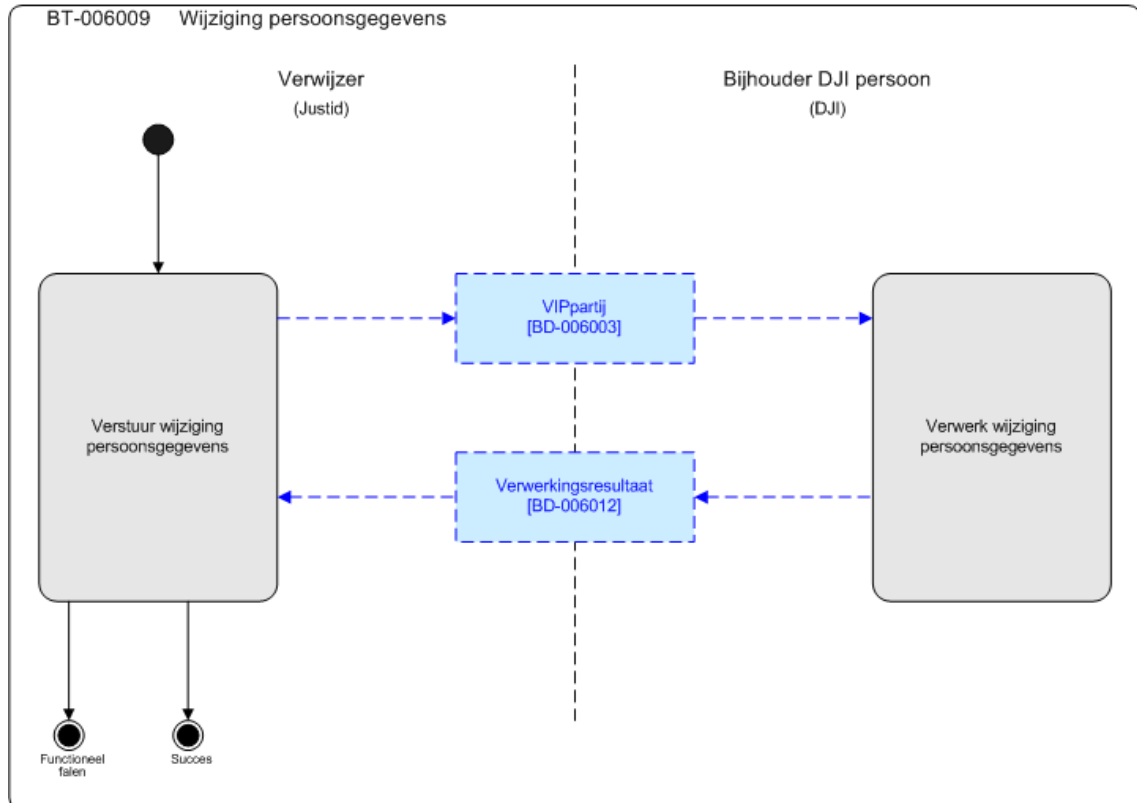 BT-006009 Wijziging persoonsgegevens
Verwijzer
(Justid)
Bijhouder DJI persoon
(DJI)
VIPpartij
[BD-006003]
Verstuur wijziging
persoonsgegevens
Verwerk wijziging
persoonsgegevens
Verwerkingsresultaat
[BD-006012]
Functioneel
falen
Succes